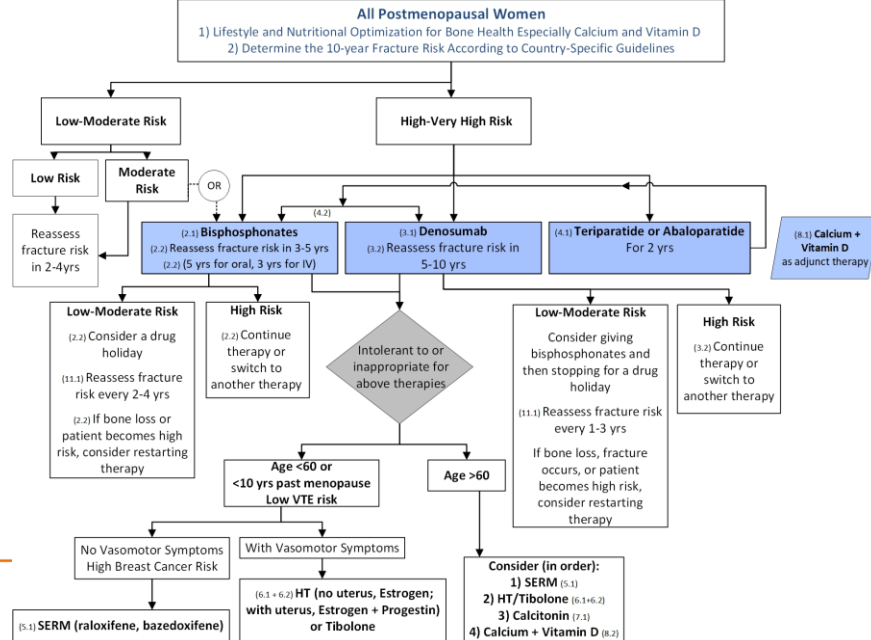 All Postmenopausal Women
1) Lifestyle and Nutritional Optimization for Bone Health Especially Calcium and Vitamin D
2) Determine the 10-year Fracture Risk According to Country-Specific Guidelines
Low-Moderate Risk
High-Very High Risk
Low Risk
Moderate
Risk
OR
(4.2)
Reassess
fracture risk
in 2-4yrs
(2.1) Bisphosphonates
(2.2) Reassess fracture risk in 3-5 yrs
(2.2) (5 yrs for oral, 3 yrs for IV)
(3.1) Denosumab
(3.2) Reassess fracture risk in
5-10 yrs
(4.1) Teriparatide or Abaloparatide
For 2 yrs
(8.1) Calcium +
Vitamin D
as adjunct therapy
Low-Moderate Risk
(2.2) Consider a drug
holiday
(11.1) Reassess fracture
risk every 2-4 yrs
(2.2) If bone loss or
patient becomes high
risk, consider restarting
therapy
High Risk
(2.2) Continue
therapy or
switch to
another therapy
Intolerant to or
inappropriate for
above therapies
Low-Moderate Risk
Consider giving
bisphosphonates and
then stopping for a drug
holiday
(11.1) Reassess fracture risk
every 1-3 yrs
If bone loss, fracture
occurs, or patient
becomes high risk,
consider restarting
therapy
High Risk
(3.2) Continue
therapy or
switch to
another therapy
Age <60 or
<10 yrs past menopause
Low VTE risk
Age >60
No Vasomotor Symptoms
High Breast Cancer Risk
With Vasomotor Symptoms
(5.1) SERM (raloxifene, bazedoxifene)
(6.1 + 6.2) HT (no uterus, Estrogen;
with uterus, Estrogen + Progestin)
or Tibolone
Consider (in order):
1) SERM (5.1)
2) HT/Tibolone (6.1+6.2)
3) Calcitonin (7.1)
4) Calcium + Vitamin D (8.2)